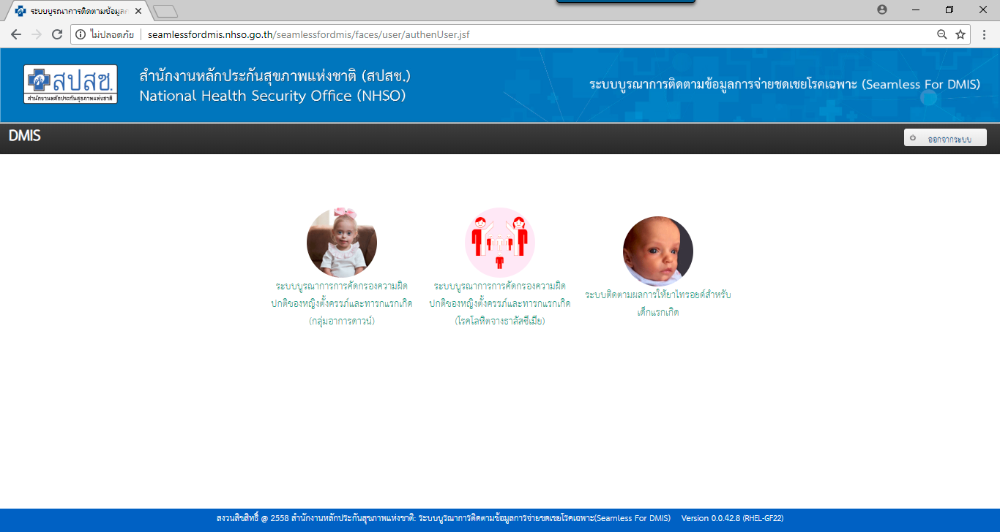 ระบบบูรณาการติดตามข้อมูลก
ไม่ปลอดภัย
seamlessfordmis.nhso.go.th/seamlessfordmis/faces/user/authenUser.jsf
สปสช.
สำนักงานหลักประกันสุขภาพแห่งชาติ
สำนักงานหลักประกันสุขภาพแห่งชาติ (สปสช.)
National Health Security Office (NHSO)
ระบบบูรณาการติดตามข้อมูลการจ่ายชดเชยโรคเฉพาะ (Seamless For DMIS)
DMIS
ออกจากระบบ
ระบบบูรณาการการคัดกรองความผิด
ปกติของหญิงตั้งครรภ์และทารกแรกเกิด
(กลุ่มอาการดาวน์)
ระบบบูรณาการการคัดกรองความผิด
ปกติของหญิงตั้งครรภ์และทารกแรกเกิด
(โรคโลหิตจางธาลัสซีเมีย)
ระบบติดตามผลการให้ยาไทรอยด์สำหรับ
เด็กแรกเกิด
สงวนลิขสิทธิ์ @ 2558 สำนักงานหลักประกันสุขภาพแห่งชาติ: ระบบบูรณาการติดตามข้อมูลการจ่ายชดเชยโรคเฉพาะ(Seamless For DMIS) Version 0.0.42.8 (RHEL-GF22)